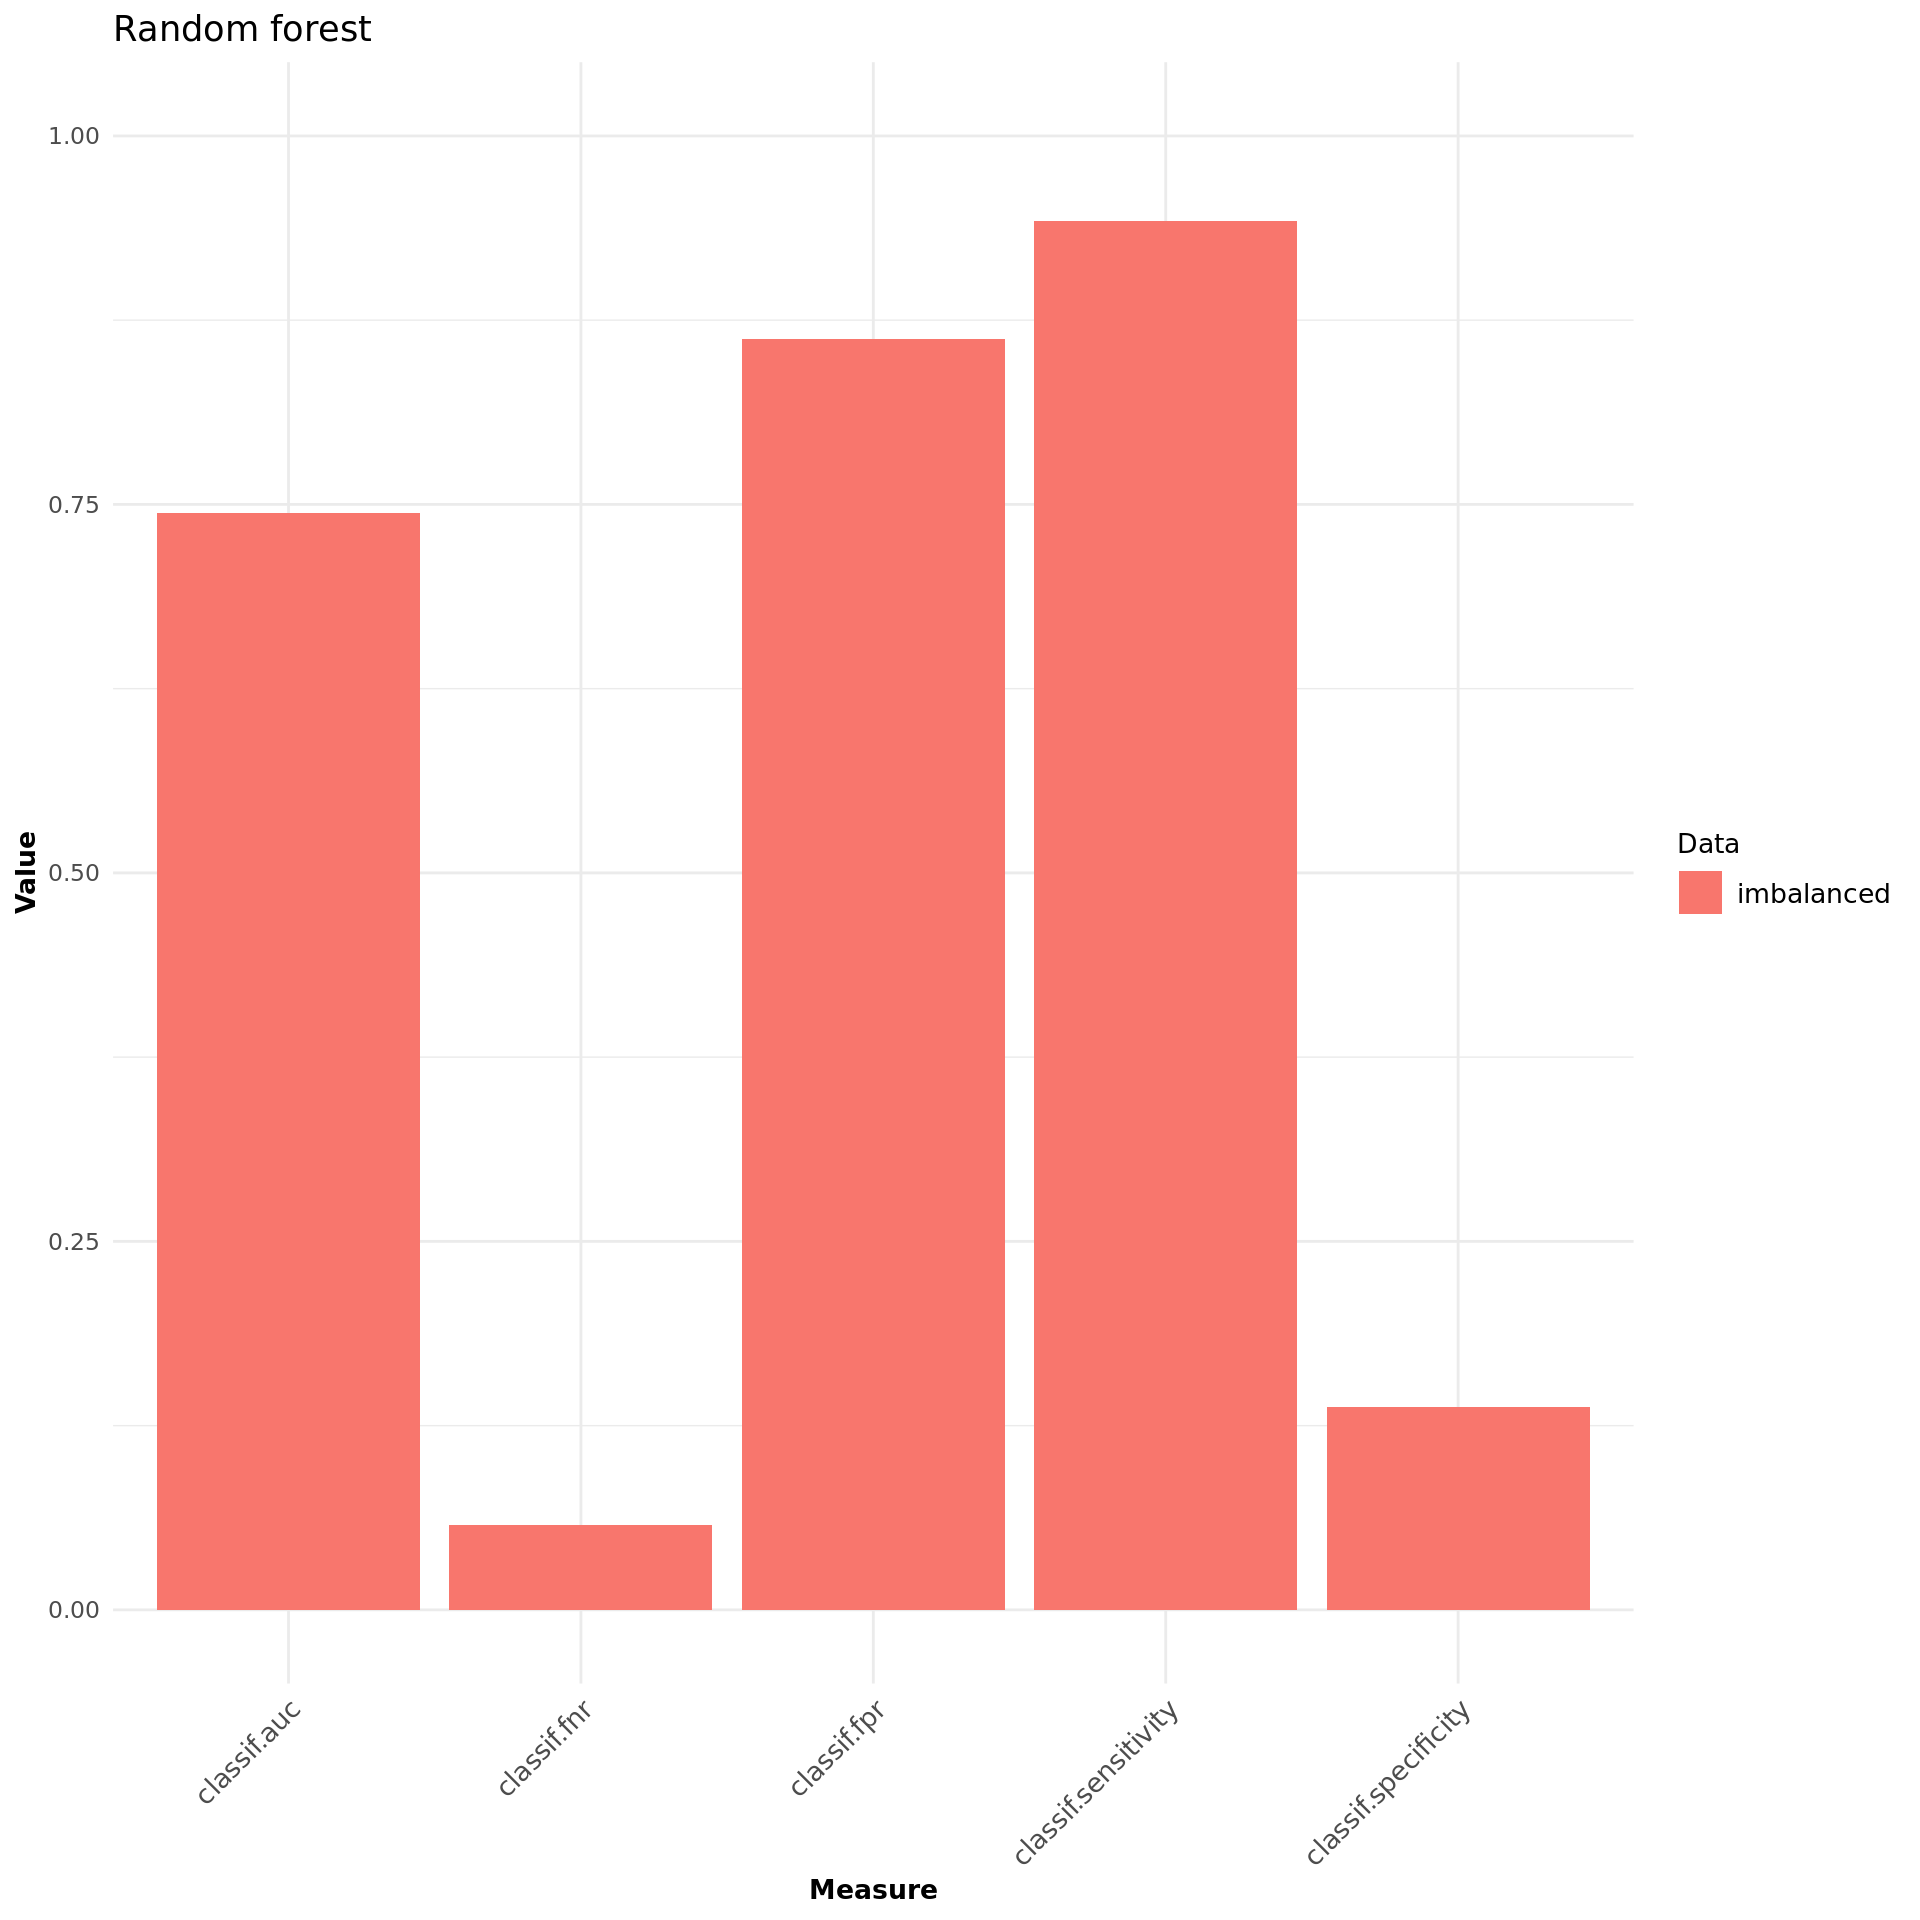 Random forest
1.00
0.75
0.50
0.25
0.00
Value
classif.auc
classif.fnr
classif.fpr
classif.sensitivity
classif.specificity
Measure
Data
imbalanced